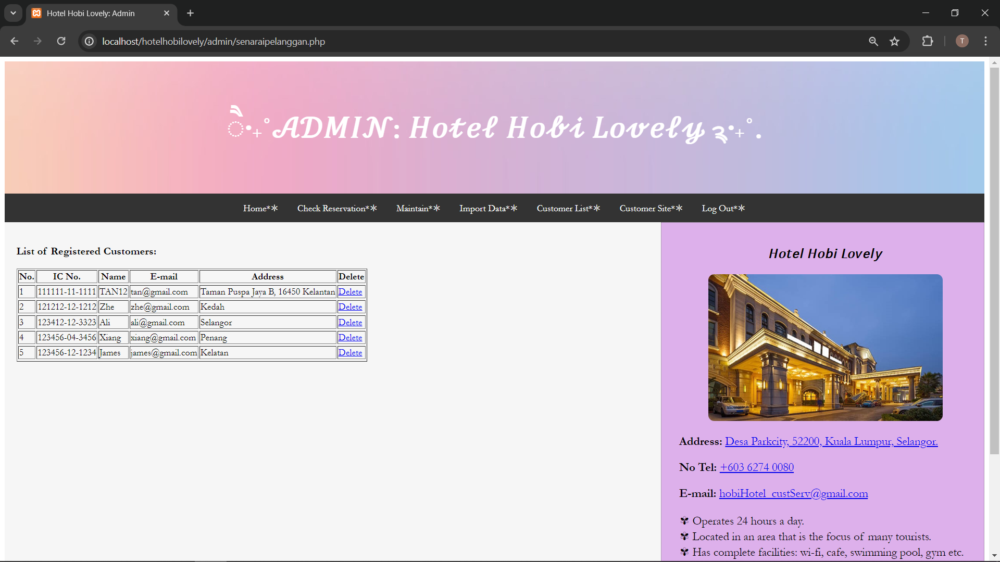 Hotel Hobi Lovely: Admin
localhost/hotelhobilovely/admin/senaraipelanggan.php
T
ADMIN: Hotel Hobi Lovely
Home*＊ Check Reservation*＊ Maintain*＊ Import Data*＊ Customer List*＊ Customer Site*＊ Log Out*＊
List of Registered Customers:
No. IC No. Name E-mail Address Delete
1 111111-11-1111 TAN12 tan@gmail.com Taman Puspa Jaya B, 16450 Kelantan Delete
2 121212-12-1212 Zhe zhe@gmail.com Kedah Delete
3 123412-12-3323 Ali ali@gmail.com Selangor Delete
4 123456-04-3456 Xiang xiang@gmail.com Penang Delete
5 123456-12-1234 James james@gmail.com Kelatan Delete
Hotel Hobi Lovely
Address: Desa Parkcity, 52200, Kuala Lumpur, Selangor.
No Tel: +603 6274 0080
E-mail: hobiHotel_custServ@gmail.com
✾ Operates 24 hours a day.
✾ Located in an area that is the focus of many tourists.
✾ Has complete facilities: wi-fi, cafe, swimming pool, gym etc.